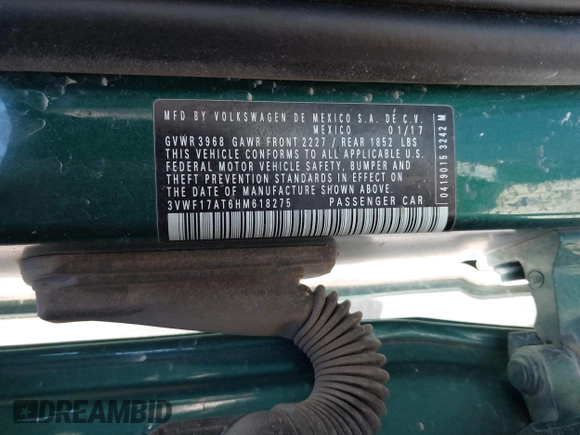 MFD BY VOLKSWAGEN DE MEXICO S.A. DE C.V.
MEXICO 01/17
GVWR 3968 GAWR FRONT 2227 / REAR 1852 LBS
THIS VEHICLE CONFORMS TO ALL APPLICABLE U.S.
FEDERAL MOTOR VEHICLE SAFETY, BUMPER AND
THEFT PREVENTION STANDARDS IN EFFECT ON
THE DATE OF MANUFACTURE SHOWN ABOVE.
3VWF17AT6HM618275 PASSENGER CAR
0419015 3242 M
DREAMBID